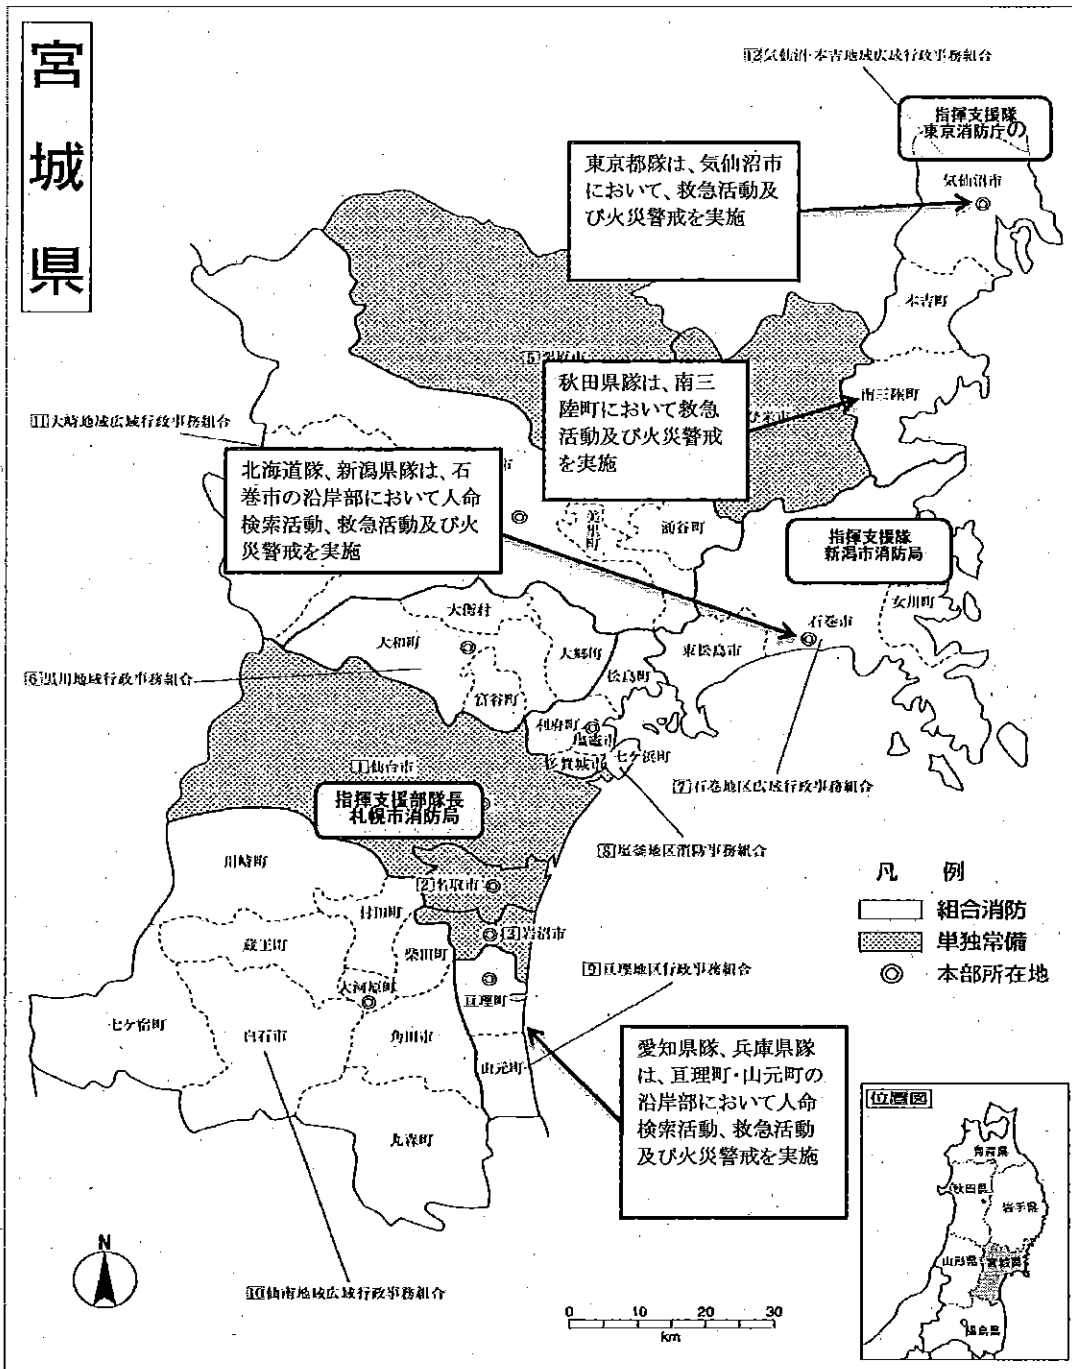 宮城県
12気仙沼・本吉地域広域行政事務組合
指揮支援隊
東京消防庁の
東京都隊は、気仙沼市
において、救急活動及
び火災警戒を実施
気仙沼市
本吉町
秋田県隊は、南三
陸町において救急
活動及び火災警戒
を実施
南三陸町
11大崎地域広域行政事務組合
北海道隊、新潟県隊は、石
巻市の沿岸部において人命
検索活動、救急活動及び火
災警戒を実施
美里町
涌谷町
指揮支援隊
新潟市消防局
女川町
石巻市
大衡村
大和町
大郷町
東松島市
松島町
6黒川地域行政事務組合
富谷町
利府町
塩竈市
多賀城市
七ケ浜町
1仙台市
7石巻地区広域行政事務組合
指揮支援部隊長
札幌市消防局
8塩釜地区消防事務組合
川崎町
2名取市
村田町
岩沼市
蔵王町
柴田町
9亘理地区行政事務組合
大河原町
亘理町
七ケ宿町
白石市
角田市
山元町
丸森町
凡 例
組合消防
単独常備
本部所在地
愛知県隊、兵庫県隊
は、亘理町・山元町の
沿岸部において人命
検索活動、救急活動
及び火災警戒を実施
位置図
青森県
秋田県
岩手県
山形県
宮城県
福島県
N
10仙南地域広域行政事務組合
0 10 20 30
km